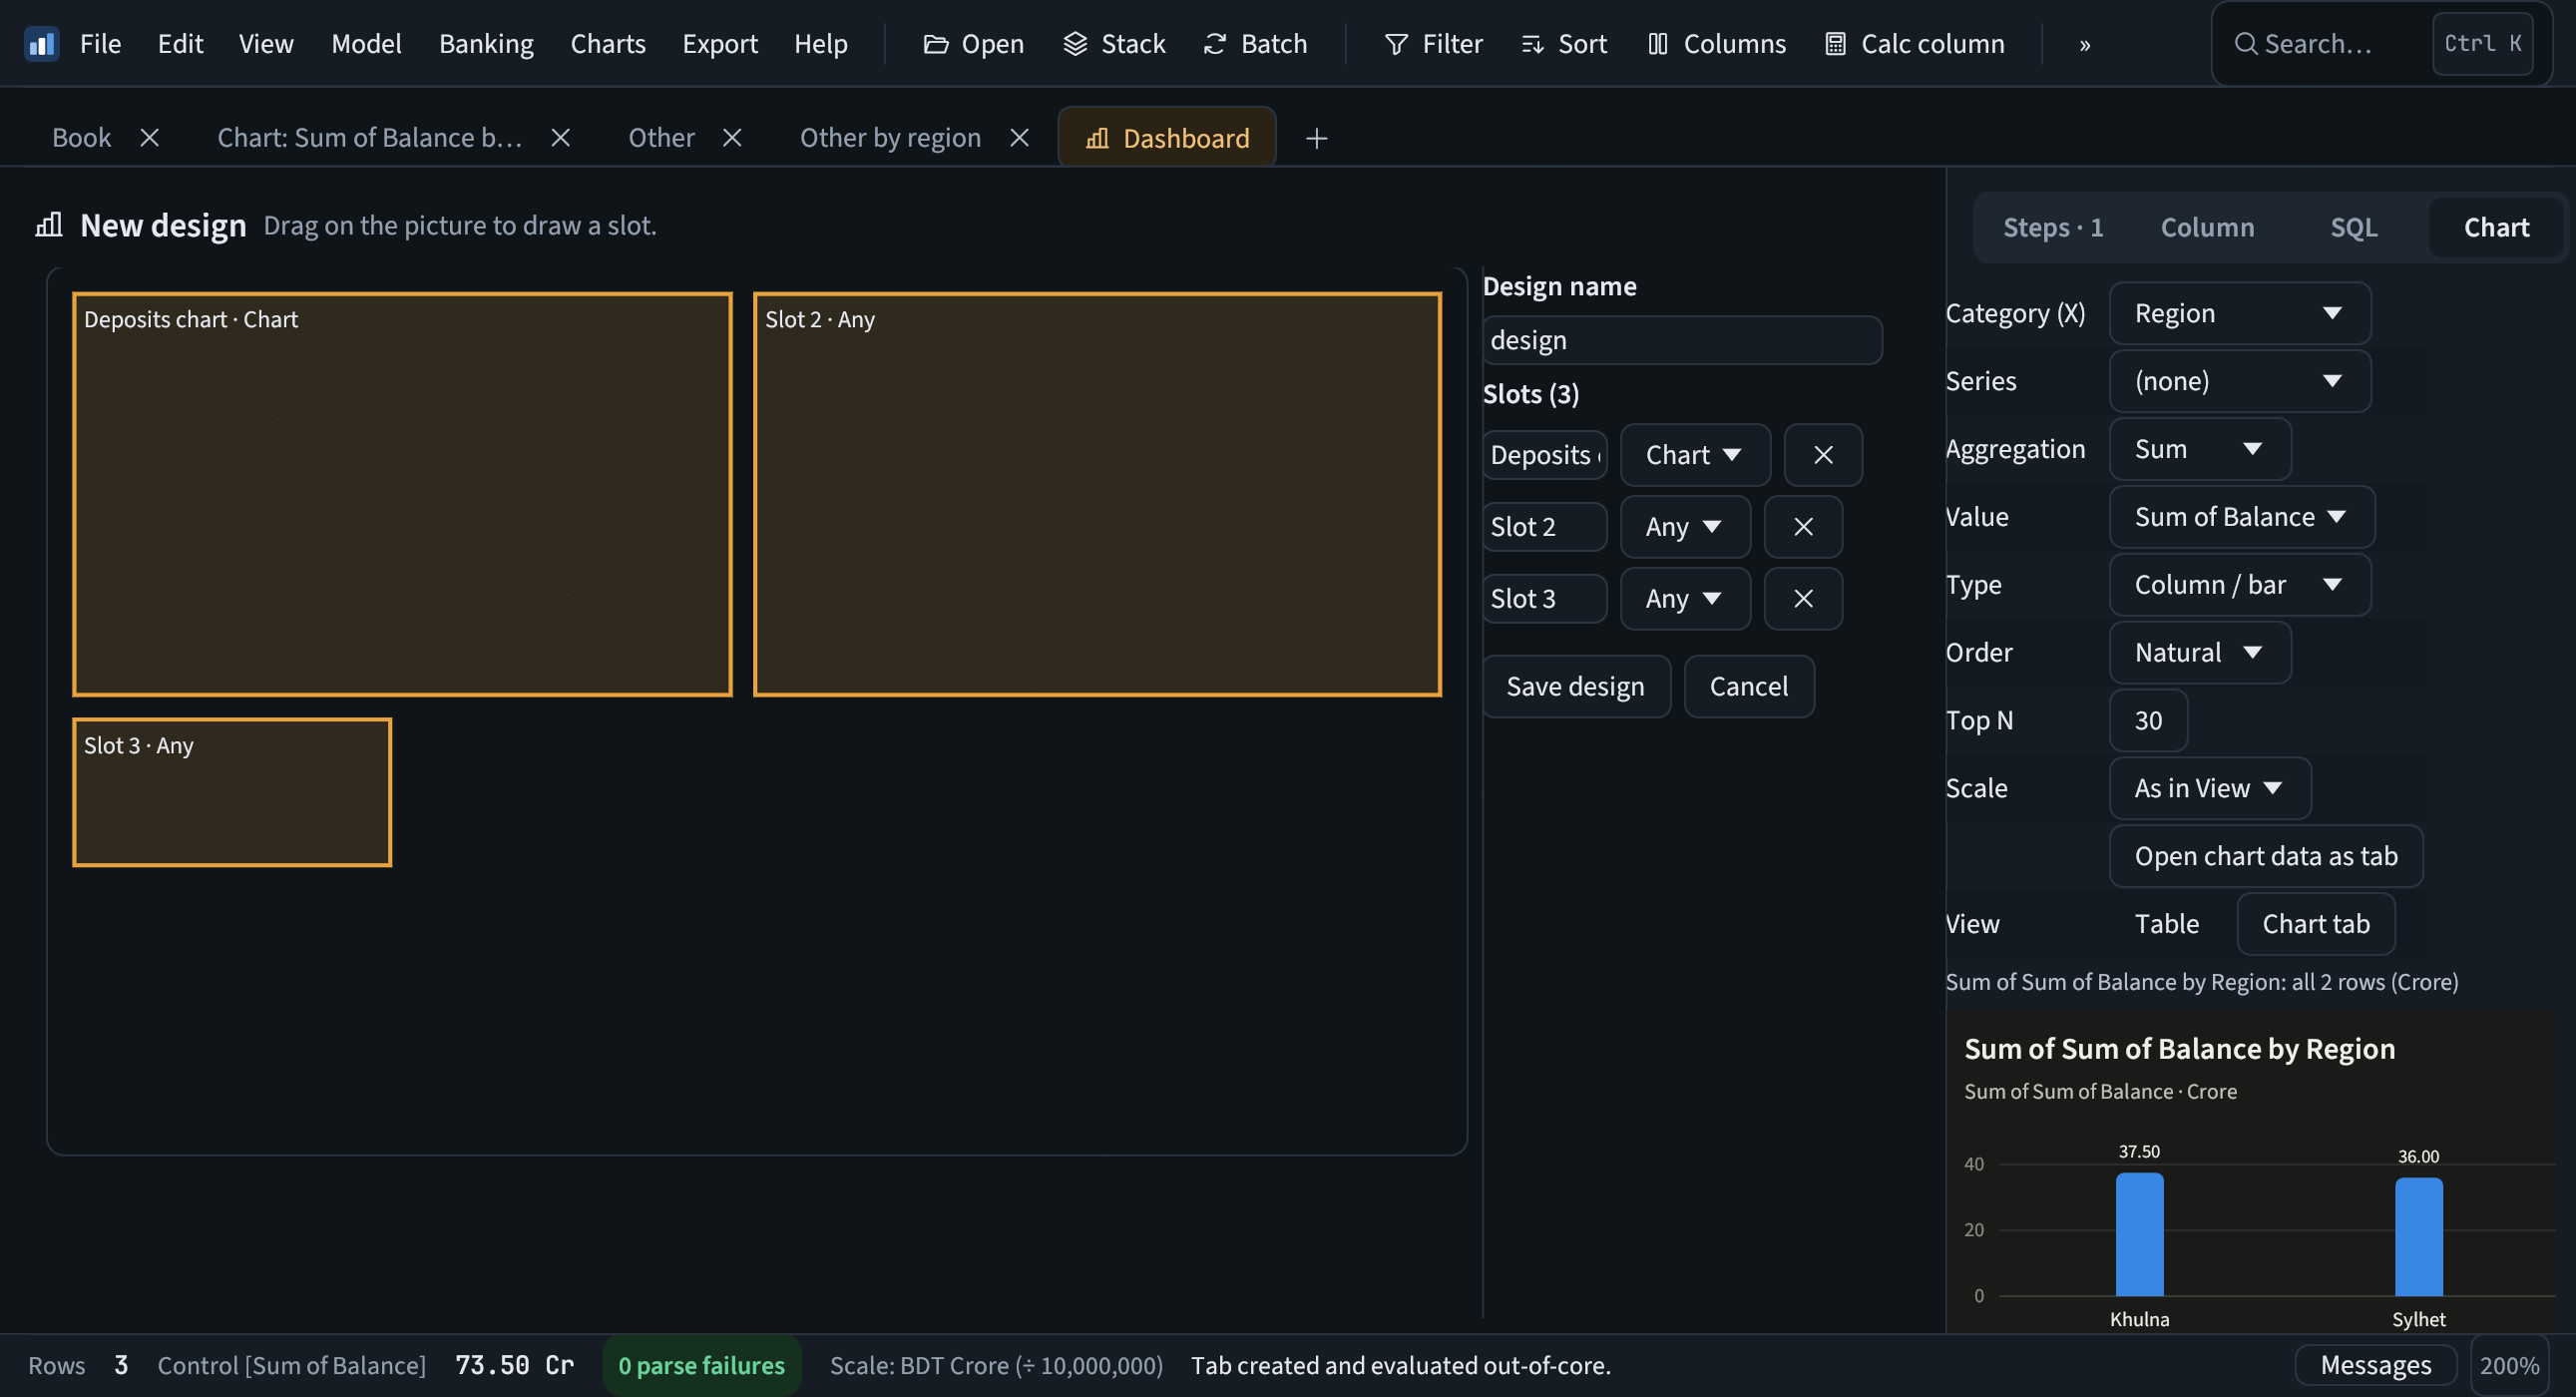 File Edit View Model Banking Charts Export Help Open Stack Batch Filter Sort Columns Calc column » Search… Ctrl K
Book Chart: Sum of Balance b… Other Other by region Dashboard
New design Drag on the picture to draw a slot.
Deposits chart · Chart
Slot 2 · Any
Slot 3 · Any
Design name
design
Slots (3)
Deposits Chart
Slot 2 Any
Slot 3 Any
Save design Cancel
Steps · 1 Column SQL Chart
Category (X) Region
Series (none)
Aggregation Sum
Value Sum of Balance
Type Column / bar
Order Natural
Top N 30
Scale As in View
Open chart data as tab
View Table Chart tab
Sum of Sum of Balance by Region: all 2 rows (Crore)
Sum of Sum of Balance by Region
Sum of Sum of Balance · Crore
37.50 36.00
40
20
0
Khulna Sylhet
Rows 3 Control [Sum of Balance] 73.50 Cr 0 parse failures Scale: BDT Crore (÷ 10,000,000) Tab created and evaluated out-of-core. Messages 200%